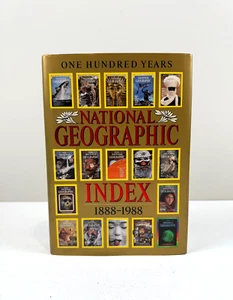 ONE HUNDRED YEARS
NATIONAL
GEOGRAPHIC
INDEX
1888-1988